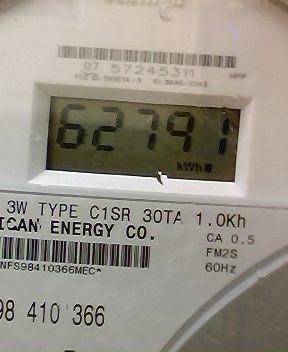 07 57245311 HPP
62791
kWh
3W TYPE C1SR 30TA 1.0Kh
ICAN ENERGY CO.
CA 0.5
FM2S
NFS98410366MEC*
60Hz
98 410 366